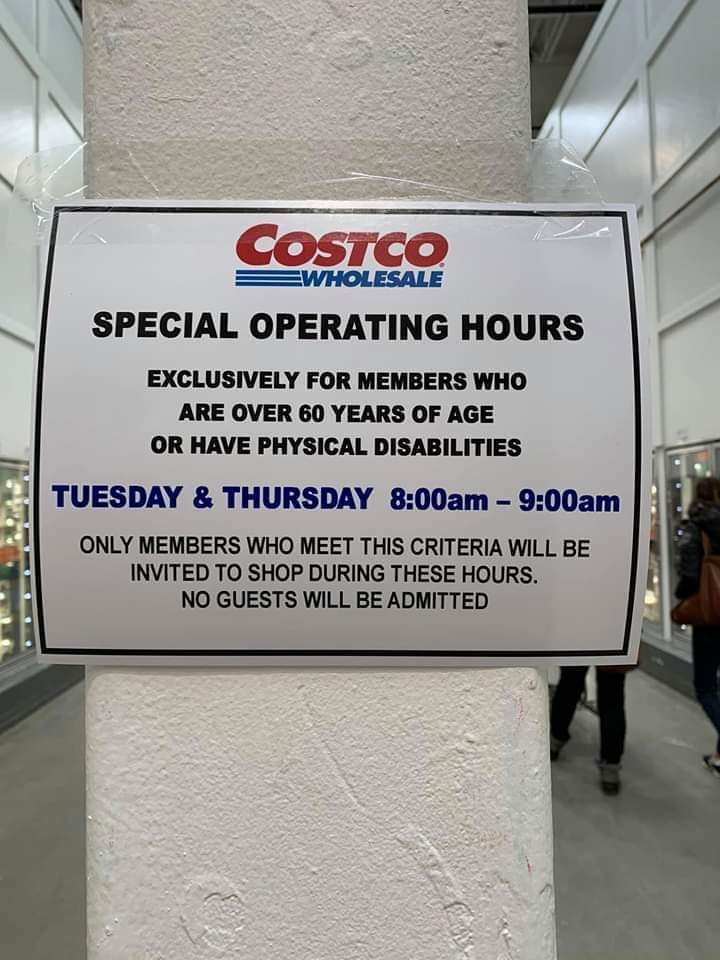 COSTCO
WHOLESALE
SPECIAL OPERATING HOURS
EXCLUSIVELY FOR MEMBERS WHO
ARE OVER 60 YEARS OF AGE
OR HAVE PHYSICAL DISABILITIES
TUESDAY & THURSDAY 8:00am – 9:00am
ONLY MEMBERS WHO MEET THIS CRITERIA WILL BE
INVITED TO SHOP DURING THESE HOURS.
NO GUESTS WILL BE ADMITTED